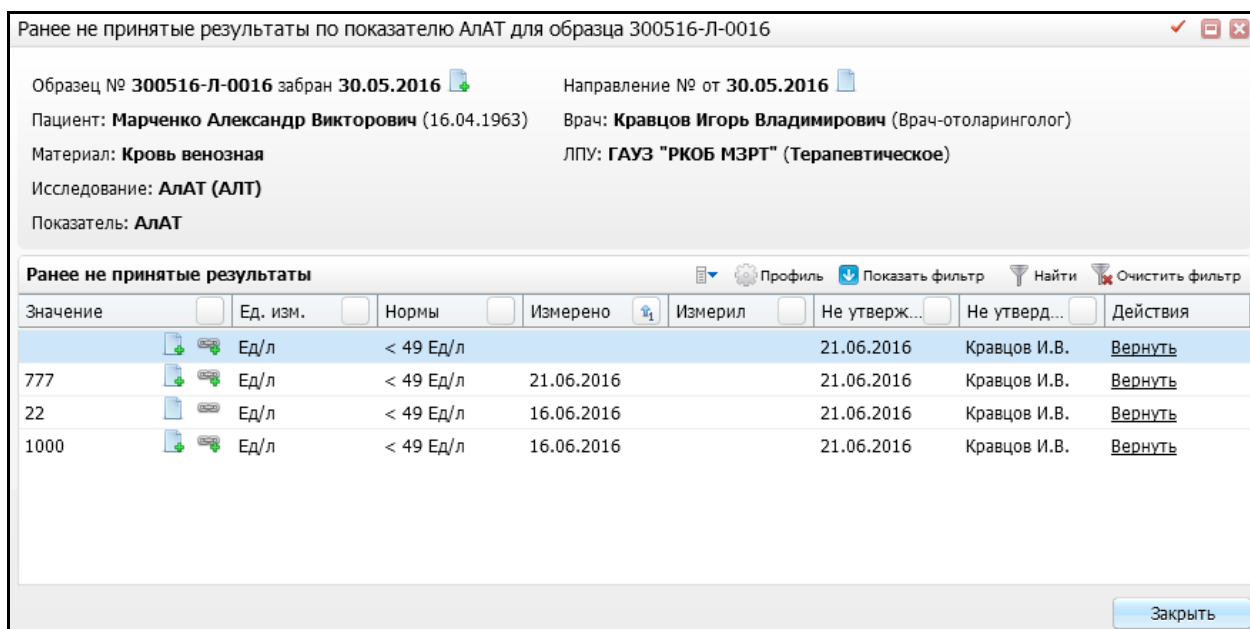 Ранее не принятые результаты по показателю АлАТ для образца 300516-Л-0016
Образец № 300516-Л-0016 забран 30.05.2016 Направление № от 30.05.2016
Пациент: Марченко Александр Викторович (16.04.1963) Врач: Кравцов Игорь Владимирович (Врач-отоларинголог)
Материал: Кровь венозная ЛПУ: ГАУЗ "РКОБ МЗРТ" (Терапевтическое)
Исследование: АлАТ (АЛТ)
Показатель: АлАТ
Ранее не принятые результаты Профиль Показать фильтр Найти Очистить фильтр
Значение Ед. изм. Нормы Измерено 1 Измерил Не утверж... Не утверд... Действия
Ед/л < 49 Ед/л 21.06.2016 Кравцов И.В. Вернуть
777 Ед/л < 49 Ед/л 21.06.2016 21.06.2016 Кравцов И.В. Вернуть
22 Ед/л < 49 Ед/л 16.06.2016 21.06.2016 Кравцов И.В. Вернуть
1000 Ед/л < 49 Ед/л 16.06.2016 21.06.2016 Кравцов И.В. Вернуть
Закрыть